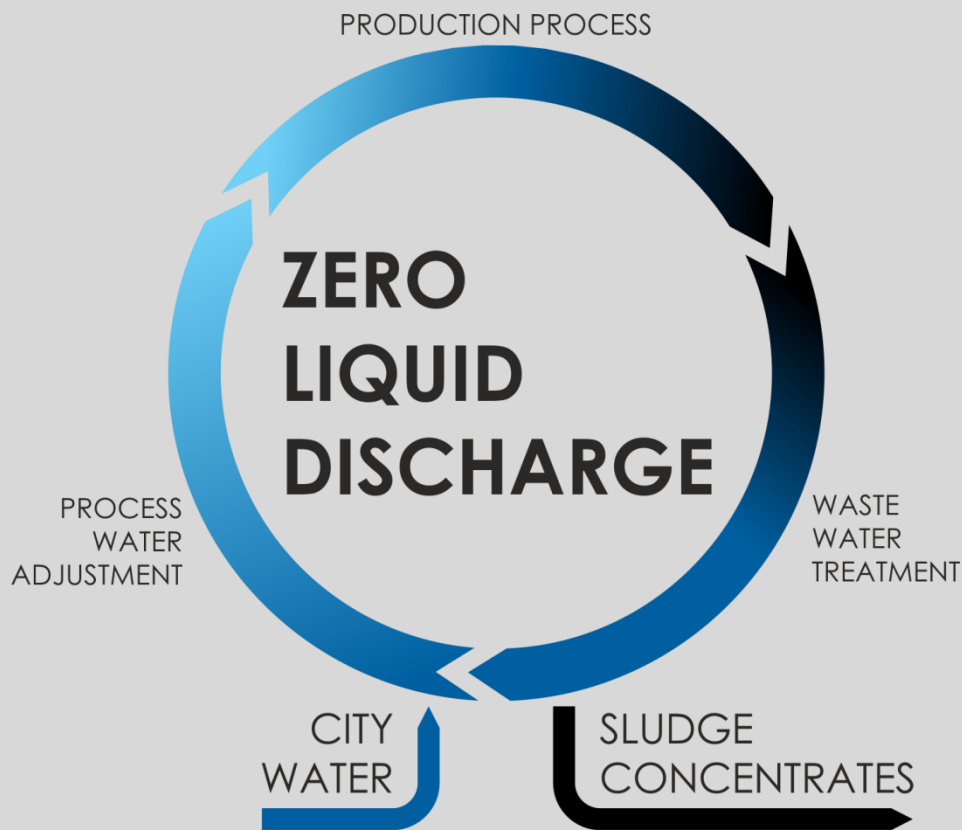 PRODUCTION PROCESS
ZERO
LIQUID
DISCHARGE
PROCESS
WATER
ADJUSTMENT
WASTE
WATER
TREATMENT
CITY
WATER
SLUDGE
CONCENTRATES